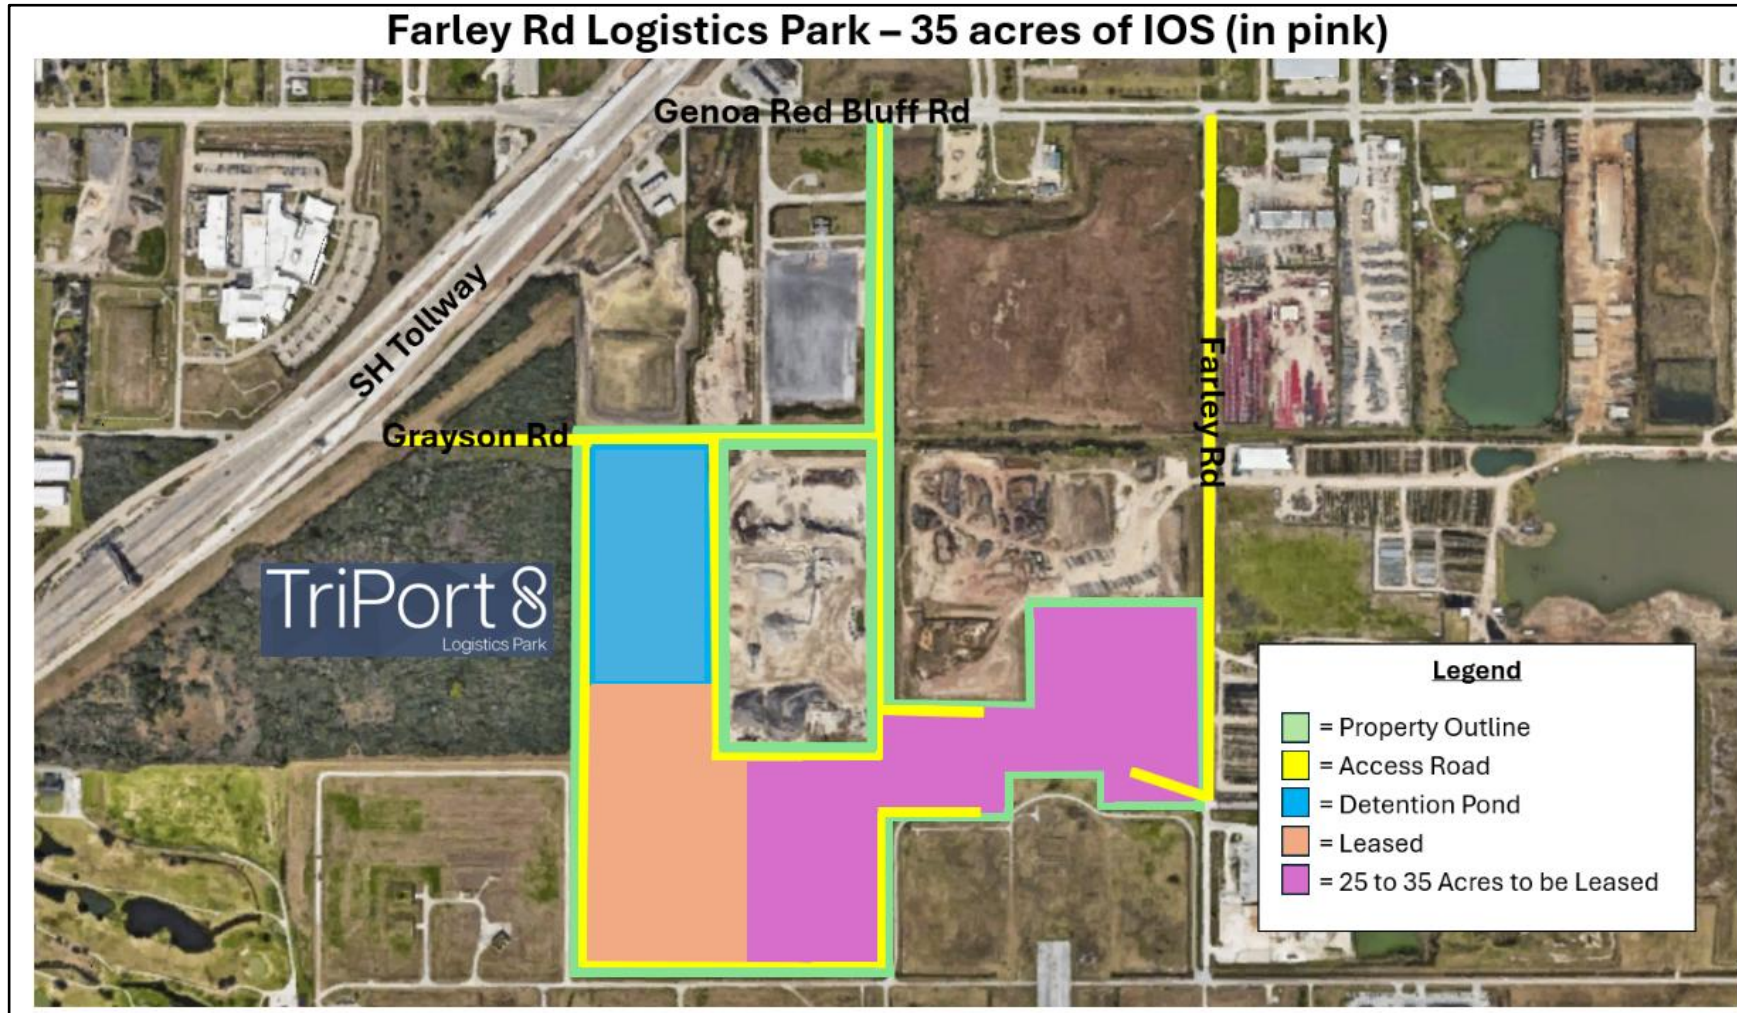 Farley Rd Logistics Park – 35 acres of IOS (in pink)
Genoa Red Bluff Rd
SH Tollway
Farley Rd
Grayson Rd
TriPort 8
Logistics Park
Legend
= Property Outline
= Access Road
= Detention Pond
= Leased
= 25 to 35 Acres to be Leased